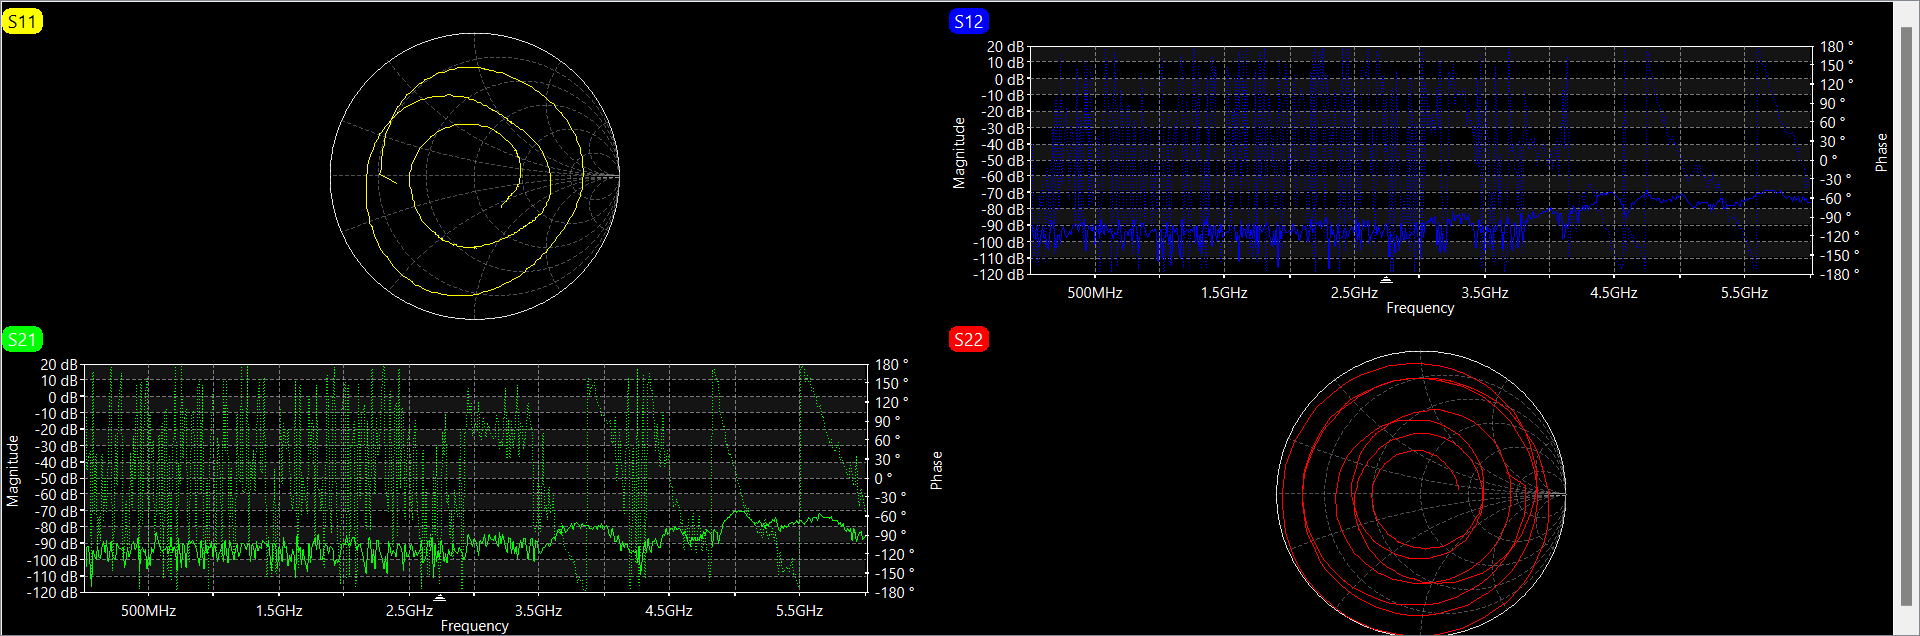 S11
S12
20 dB
10 dB
0 dB
-10 dB
-20 dB
-30 dB
-40 dB
-50 dB
-60 dB
-70 dB
-80 dB
-90 dB
-100 dB
-110 dB
-120 dB
Magnitude
180 °
150 °
120 °
90 °
60 °
30 °
0 °
-30 °
-60 °
-90 °
-120 °
-150 °
-180 °
Phase
500MHz 1.5GHz 2.5GHz 3.5GHz 4.5GHz 5.5GHz
Frequency
S21
20 dB
10 dB
0 dB
-10 dB
-20 dB
-30 dB
-40 dB
-50 dB
-60 dB
-70 dB
-80 dB
-90 dB
-100 dB
-110 dB
-120 dB
Magnitude
180 °
150 °
120 °
90 °
60 °
30 °
0 °
-30 °
-60 °
-90 °
-120 °
-150 °
-180 °
Phase
500MHz 1.5GHz 2.5GHz 3.5GHz 4.5GHz 5.5GHz
Frequency
S22